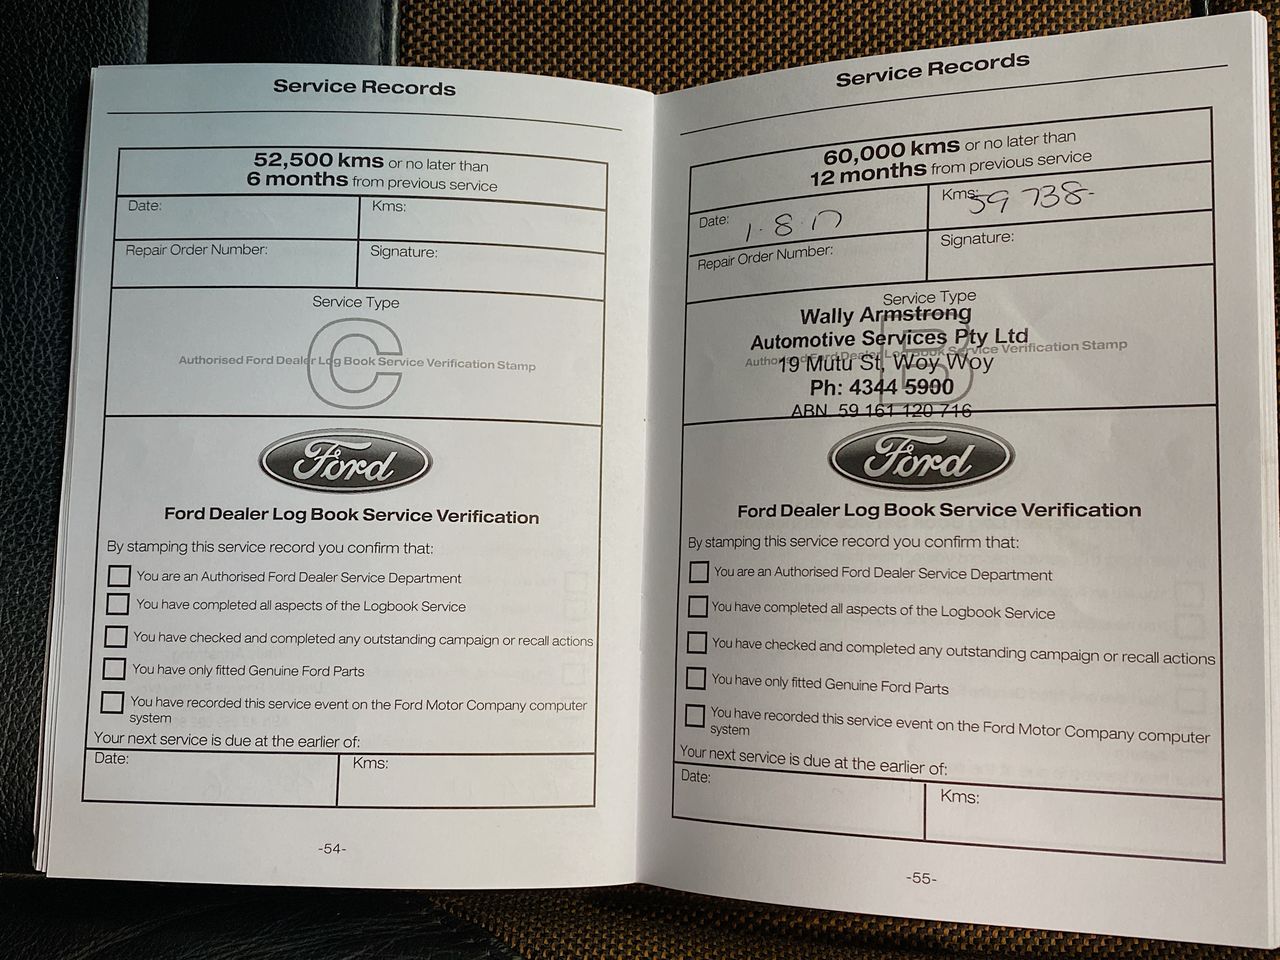 Service Records
52,500 kms or no later than
6 months from previous service
Date:
Kms:
Repair Order Number:
Signature:
Service Type
C
Authorised Ford Dealer Log Book Service Verification Stamp
Ford
Ford Dealer Log Book Service Verification
By stamping this service record you confirm that:
You are an Authorised Ford Dealer Service Department
You have completed all aspects of the Logbook Service
You have checked and completed any outstanding campaign or recall actions
You have only fitted Genuine Ford Parts
You have recorded this service event on the Ford Motor Company computer
system
Your next service is due at the earlier of:
Date:
Kms:
-54-
Service Records
60,000 kms or no later than
12 months from previous service
Date: 1.8.17
Kms: 59 738-
Repair Order Number:
Signature:
Service Type
B
Wally Armstrong
Automotive Services Pty Ltd
Authorised Ford Dealer Logbook Service Verification Stamp
19 Mutu St, Woy Woy
Ph: 4344 5900
ABN 59 161 120 716
Ford
Ford Dealer Log Book Service Verification
By stamping this service record you confirm that:
You are an Authorised Ford Dealer Service Department
You have completed all aspects of the Logbook Service
You have checked and completed any outstanding campaign or recall actions
You have only fitted Genuine Ford Parts
You have recorded this service event on the Ford Motor Company computer
system
Your next service is due at the earlier of:
Date:
Kms:
-55-